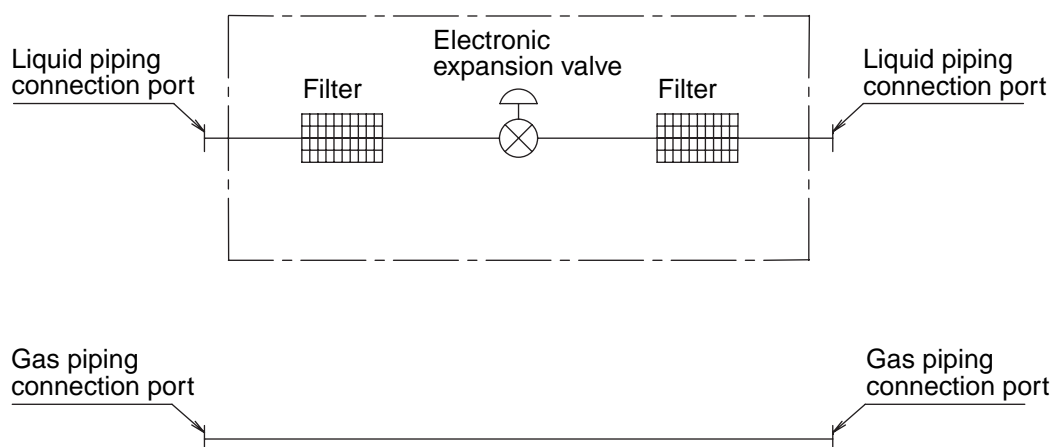 Electronic
expansion valve
Liquid piping
connection port
Liquid piping
connection port
Filter
Filter
Gas piping
connection port
Gas piping
connection port